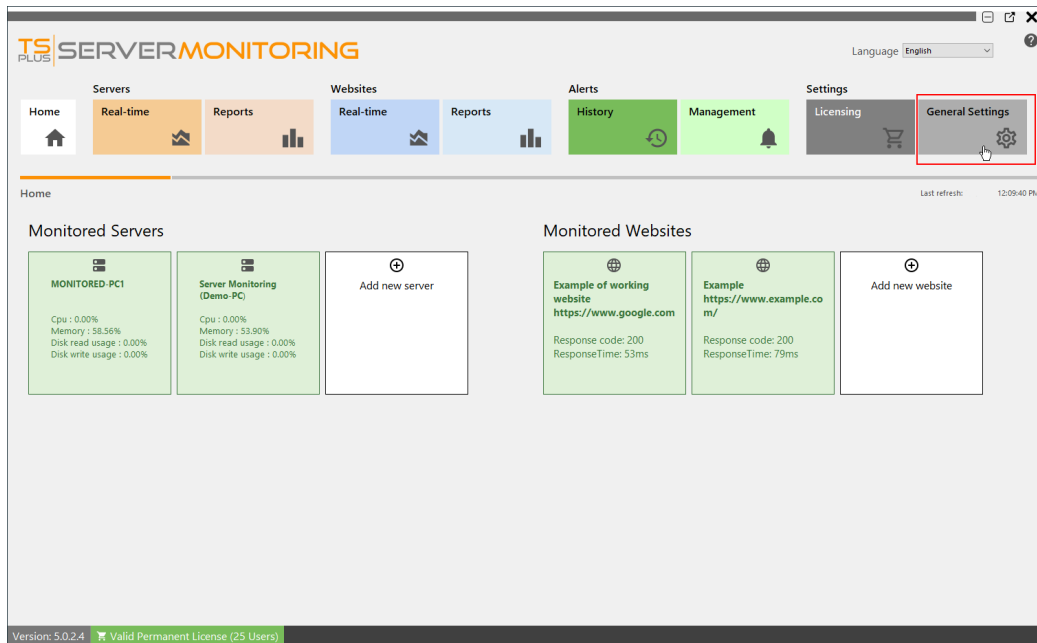 TS PLUS SERVERMONITORING
Language English
Servers
Websites
Alerts
Settings
Home
Real-time
Reports
Real-time
Reports
History
Management
Licensing
General Settings
Home
Last refresh: 12:09:40 PM
Monitored Servers
Monitored Websites
MONITORED-PC1
Cpu : 0.00%
Memory : 58.56%
Disk read usage : 0.00%
Disk write usage : 0.00%
Server Monitoring
(Demo-PC)
Cpu : 0.00%
Memory : 53.90%
Disk read usage : 0.00%
Disk write usage : 0.00%
Add new server
Example of working
website
https://www.google.com
Response code: 200
ResponseTime: 53ms
Example
https://www.example.co
m/
Response code: 200
ResponseTime: 79ms
Add new website
Version: 5.0.2.4
Valid Permanent License (25 Users)